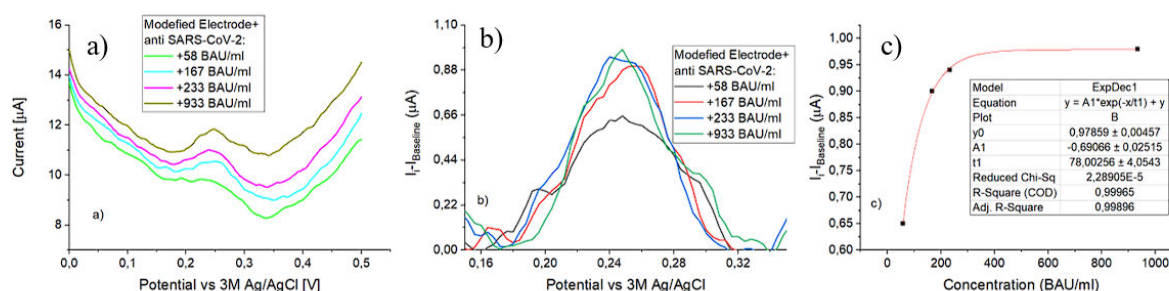 a)
Modefied Electrode+
anti SARS-CoV-2:
+58 BAU/ml
+167 BAU/ml
+233 BAU/ml
+933 BAU/ml
Current [µA]
16
14
12
10
8
a)
0,0 0,1 0,2 0,3 0,4 0,5
Potential vs 3M Ag/AgCl [V]
b)
Modefied Electrode+
anti SARS-CoV-2:
+58 BAU/ml
+167 BAU/ml
+233 BAU/ml
+933 BAU/ml
I₁-I_Baseline (µA)
1,10
0,88
0,66
0,44
0,22
0,00
b)
0,16 0,20 0,24 0,28 0,32
Potential vs 3M Ag/AgCl
c)
I₁-I_Baseline (µA)
1,00
0,95
0,90
0,85
0,80
0,75
0,70
0,65
0,60
Model ExpDec1
Equation y = A1*exp(-x/t1) + y
Plot B
y0 0,97859 ± 0,00457
A1 -0,69066 ± 0,02515
t1 78,00256 ± 4,0543
Reduced Chi-Sq 2,28905E-5
R-Square (COD) 0,99965
Adj. R-Square 0,99896
c)
0 200 400 600 800 1000
Concentration (BAU/ml)